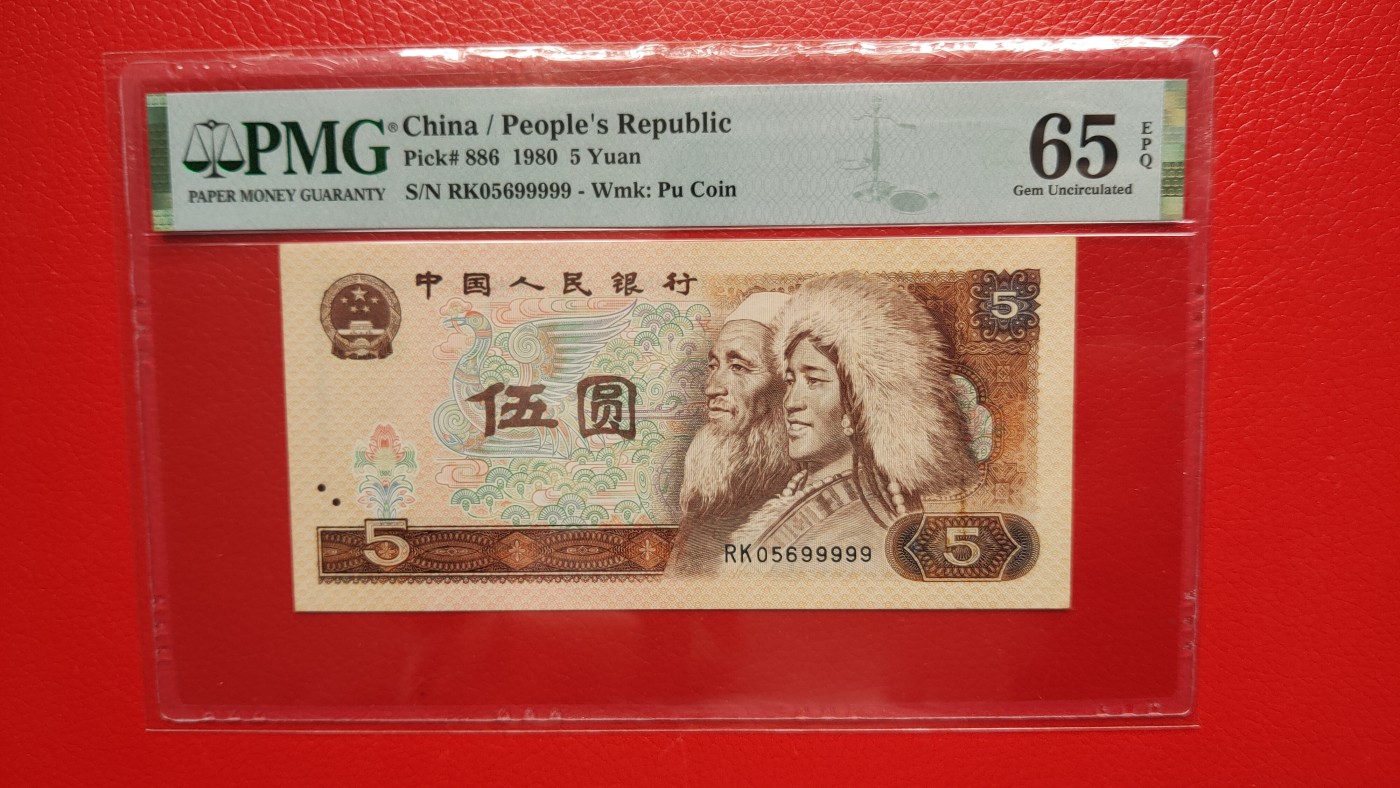 PMG®
PAPER MONEY GUARANTY
China / People's Republic
Pick# 886 1980 5 Yuan
S/N RK05699999 - Wmk: Pu Coin
65
EPQ
Gem Uncirculated
中国人民银行
5
伍圆
5
RK05699999
5